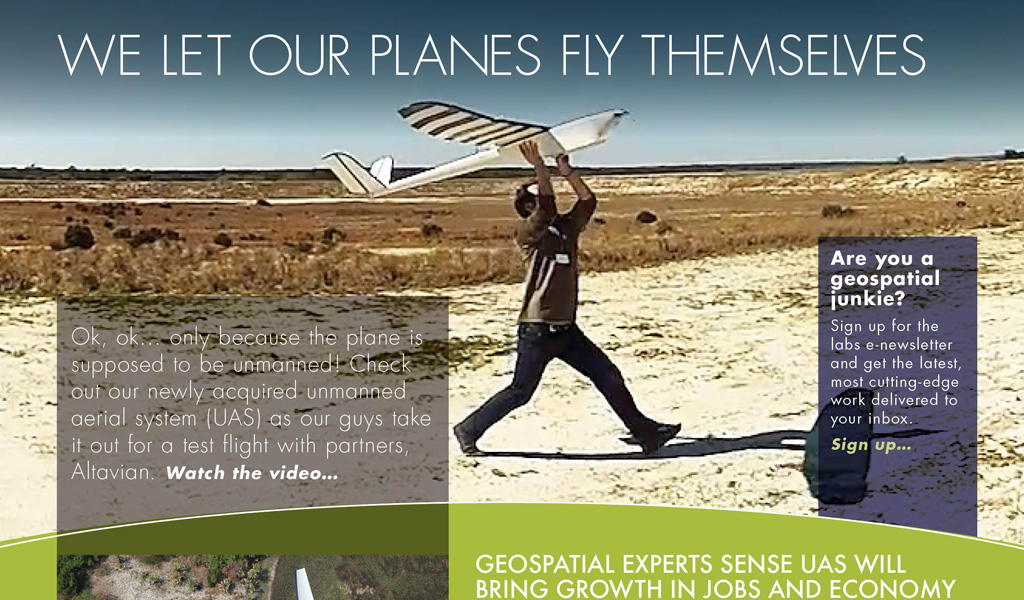 WE LET OUR PLANES FLY THEMSELVES
Are you a
geospatial
junkie?
Sign up for the
labs e-newsletter
and get the latest,
most cutting-edge
work delivered to
your inbox.
Sign up...
Ok, ok... only because the plane is
supposed to be unmanned! Check
out our newly acquired unmanned
aerial system (UAS) as our guys take
it out for a test flight with partners,
Altavian. Watch the video...
GEOSPATIAL EXPERTS SENSE UAS WILL
BRING GROWTH IN JOBS AND ECONOMY